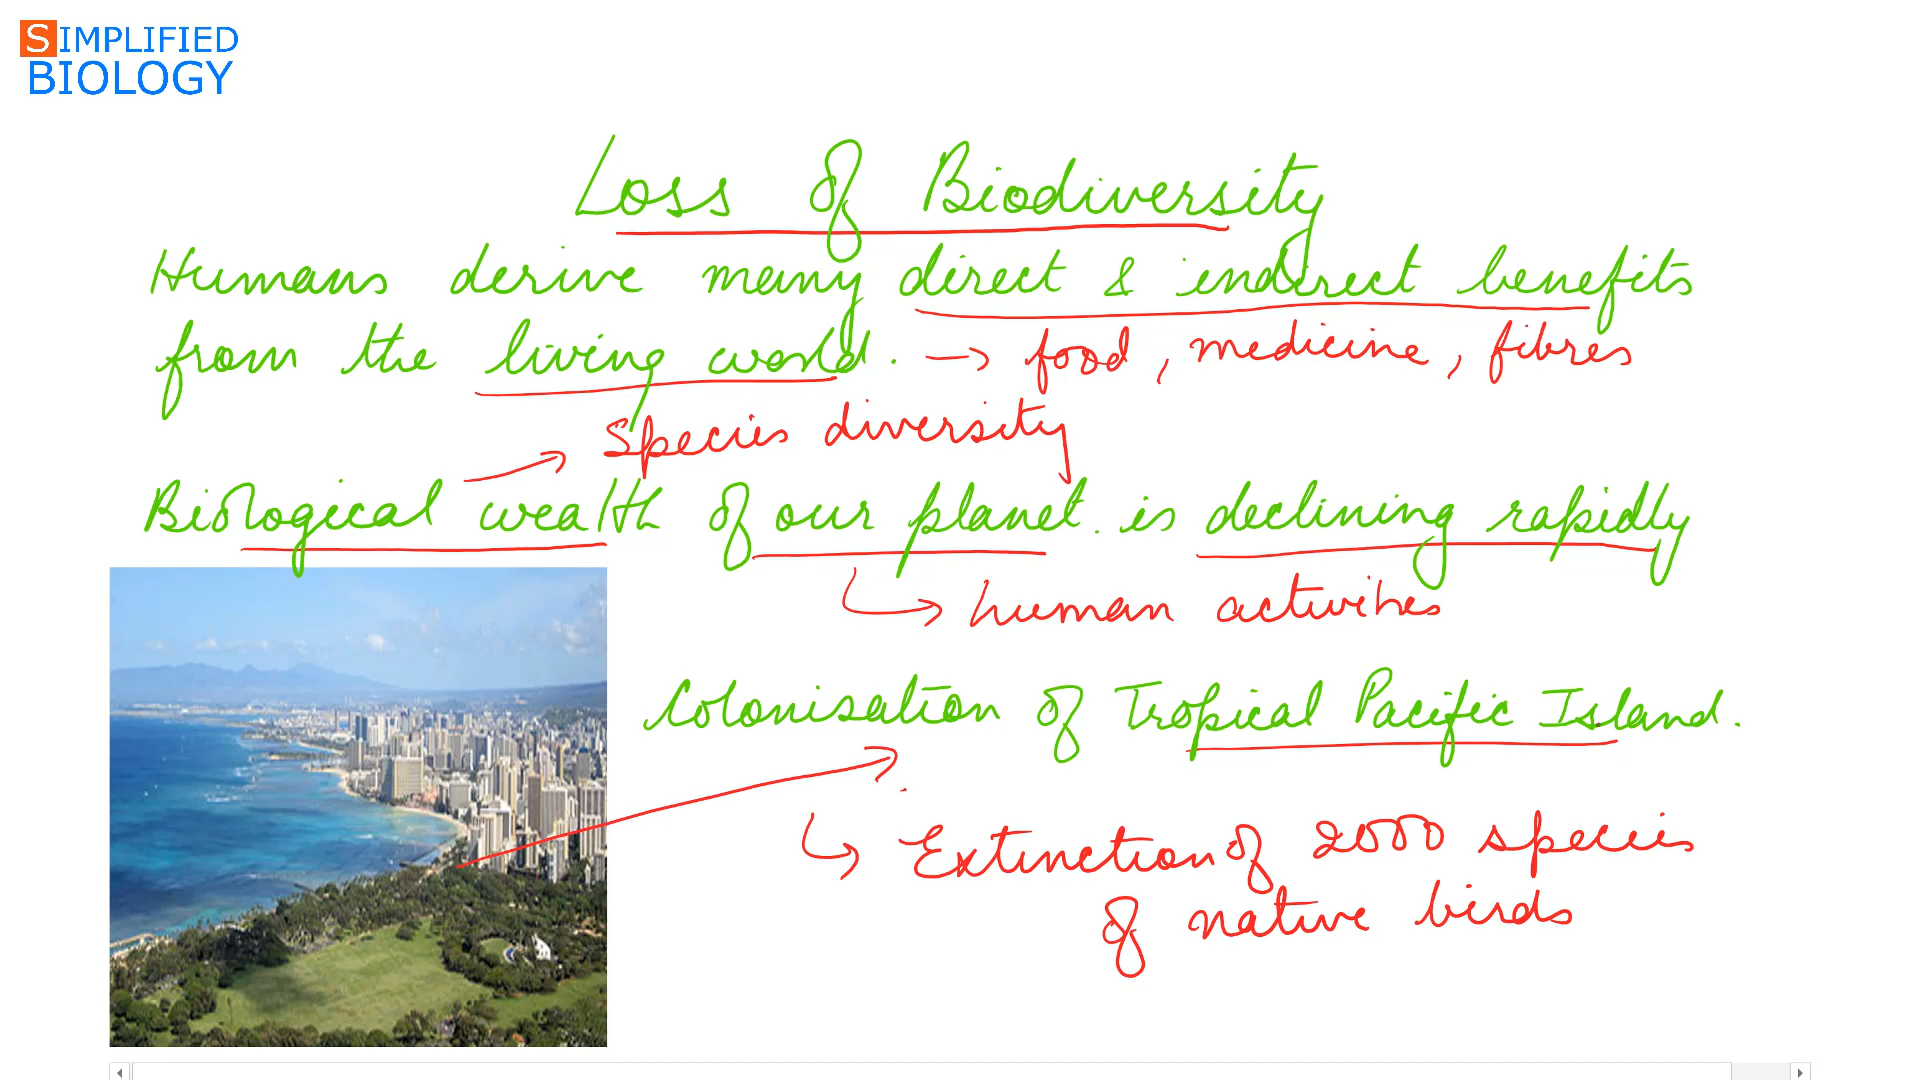 SIMPLIFIED
BIOLOGY
Loss of Biodiversity
Humans derive many direct & indirect benefits
from the living world. → food, medicine, fibres
→ Species diversity
Biological wealth of our planet. is declining rapidly
→ human activities
Colonisation of Tropical Pacific Island.
→ Extinction of 2000 species
of native birds